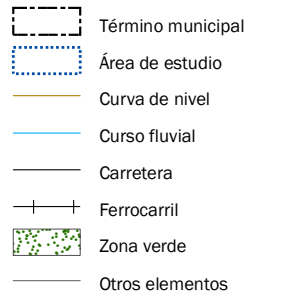 Término municipal
Área de estudio
Curva de nivel
Curso fluvial
Carretera
Ferrocarril
Zona verde
Otros elementos